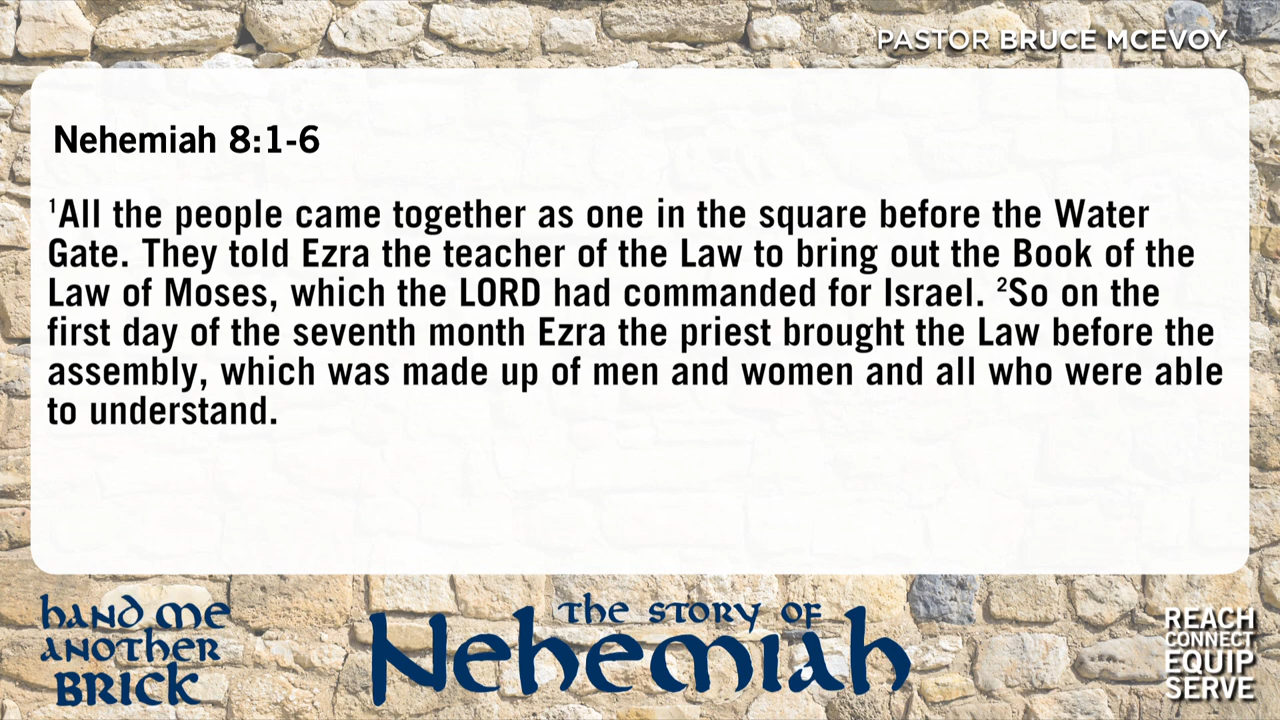 PASTOR BRUCE MCEVOY
Nehemiah 8:1-6
¹All the people came together as one in the square before the Water
Gate. They told Ezra the teacher of the Law to bring out the Book of the
Law of Moses, which the LORD had commanded for Israel. ²So on the
first day of the seventh month Ezra the priest brought the Law before the
assembly, which was made up of men and women and all who were able
to understand.
hand me
another
BRICK
the story of
Nehemiah
REACH
CONNECT
EQUIP
SERVE